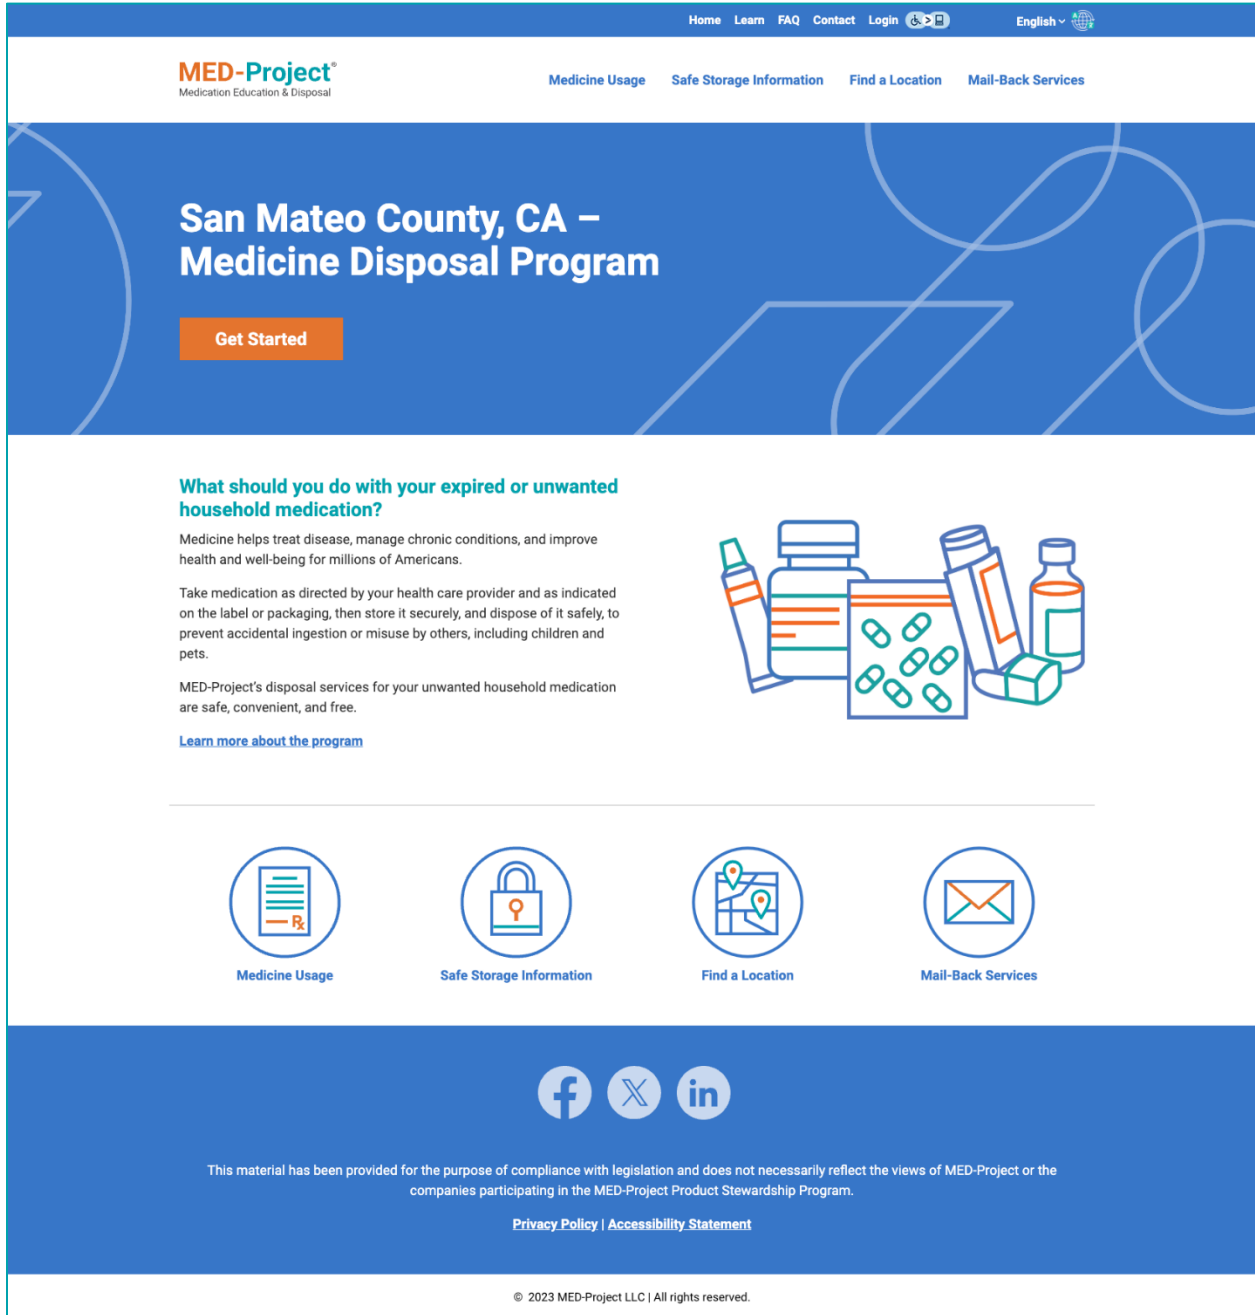 Home Learn FAQ Contact Login English
MED-Project®
Medication Education & Disposal
Medicine Usage Safe Storage Information Find a Location Mail-Back Services
San Mateo County, CA –
Medicine Disposal Program
Get Started
What should you do with your expired or unwanted
household medication?
Medicine helps treat disease, manage chronic conditions, and improve
health and well-being for millions of Americans.
Take medication as directed by your health care provider and as indicated
on the label or packaging, then store it securely, and dispose of it safely, to
prevent accidental ingestion or misuse by others, including children and
pets.
MED-Project's disposal services for your unwanted household medication
are safe, convenient, and free.
Learn more about the program
Rx
Medicine Usage
Safe Storage Information
Find a Location
Mail-Back Services
This material has been provided for the purpose of compliance with legislation and does not necessarily reflect the views of MED-Project or the
companies participating in the MED-Project Product Stewardship Program.
Privacy Policy | Accessibility Statement
© 2023 MED-Project LLC | All rights reserved.